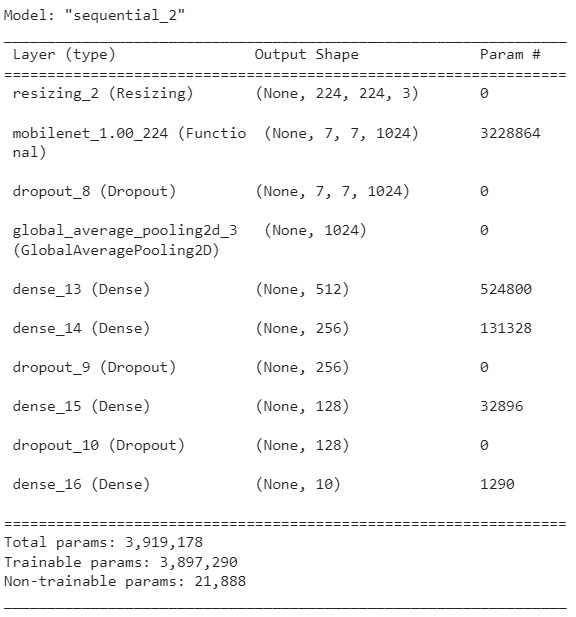 Model: "sequential_2"
Layer (type) Output Shape Param #
resizing_2 (Resizing) (None, 224, 224, 3) 0
mobilenet_1.00_224 (Functio (None, 7, 7, 1024) 3228864
nal)
dropout_8 (Dropout) (None, 7, 7, 1024) 0
global_average_pooling2d_3 (None, 1024) 0
(GlobalAveragePooling2D)
dense_13 (Dense) (None, 512) 524800
dense_14 (Dense) (None, 256) 131328
dropout_9 (Dropout) (None, 256) 0
dense_15 (Dense) (None, 128) 32896
dropout_10 (Dropout) (None, 128) 0
dense_16 (Dense) (None, 10) 1290
Total params: 3,919,178
Trainable params: 3,897,290
Non-trainable params: 21,888